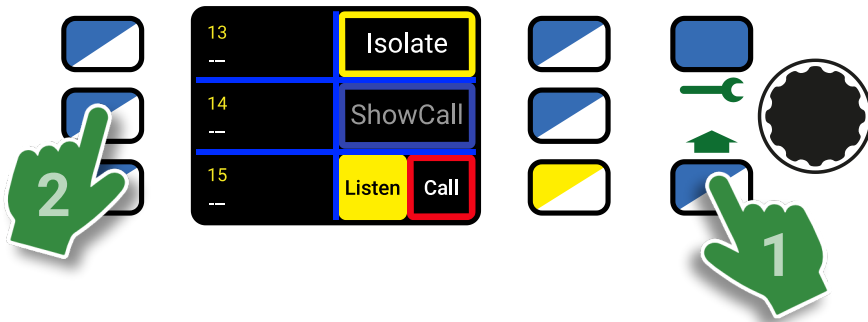 13
--
Isolate
14
--
ShowCall
15
--
Listen Call
2
1